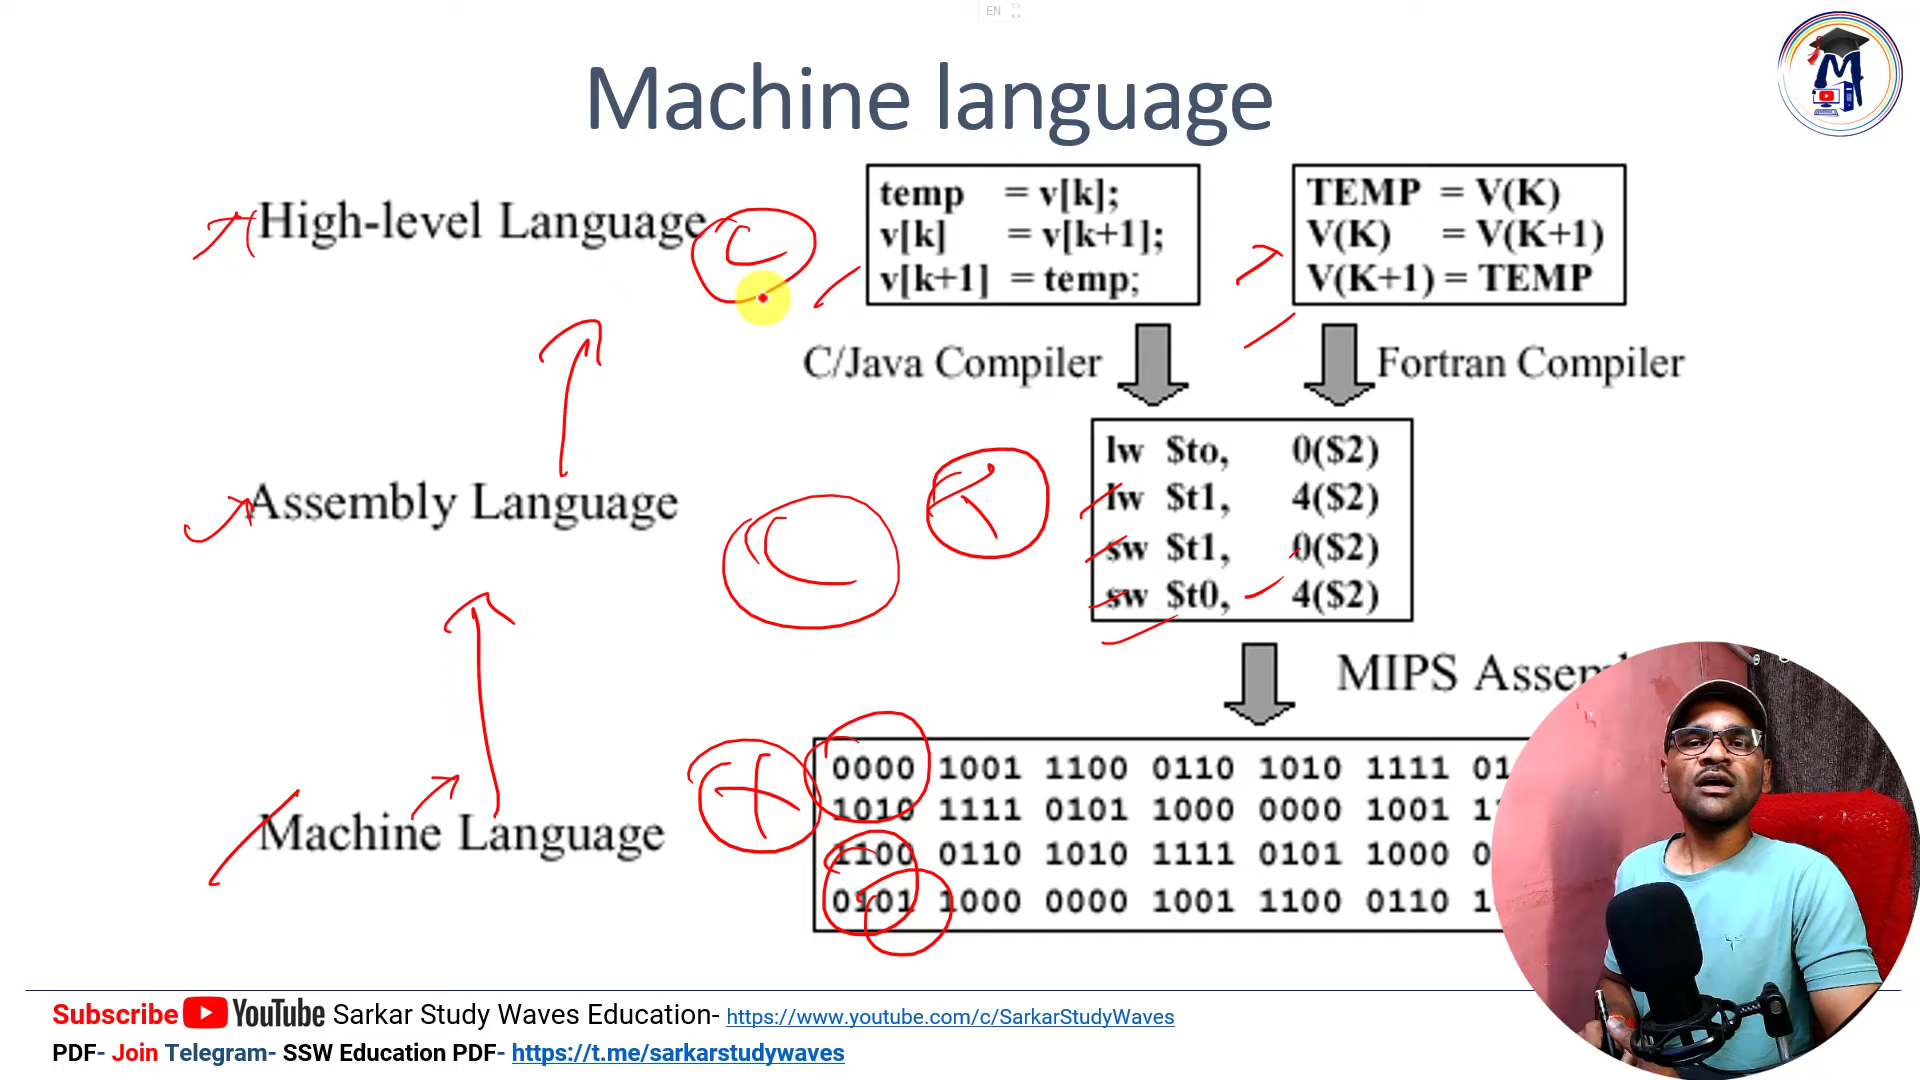 EN
Machine language
High-level Language
C
temp = v[k];
v[k] = v[k+1];
v[k+1] = temp;
TEMP = V(K)
V(K) = V(K+1)
V(K+1) = TEMP
C/Java Compiler
Fortran Compiler
Assembly Language
lw $to, 0($2)
lw $t1, 4($2)
sw $t1, 0($2)
sw $t0, 4($2)
MIPS
Machine Language
0000 1001 1100 0110 1010 1111 01
1010 1111 0101 1000 0000 1001 1
1100 0110 1010 1111 0101 1000 0
0101 1000 0000 1001 1100 0110 1
Subscribe YouTube Sarkar Study Waves Education- https://www.youtube.com/c/SarkarStudyWaves
PDF- Join Telegram- SSW Education PDF- https://t.me/sarkarstudywaves